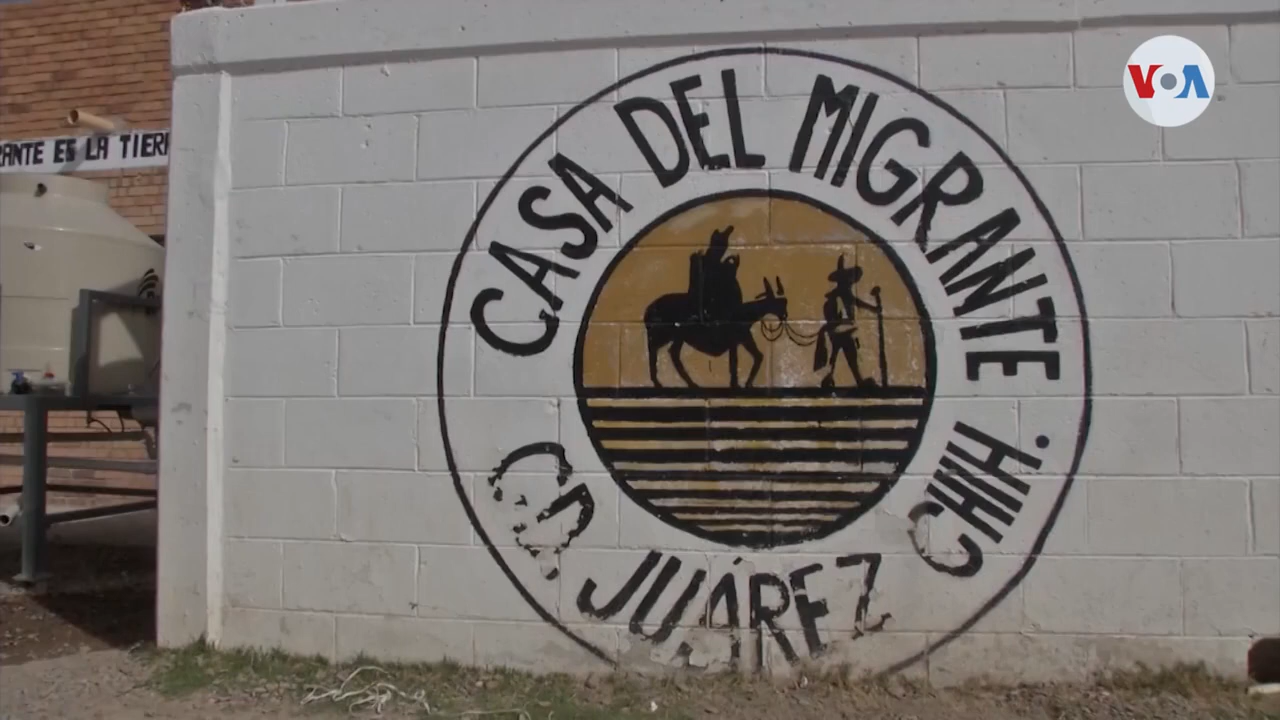 VOA
RANTE ES LA TIER
CASA DEL MIGRANTE
CD. JUÁREZ CHIH.